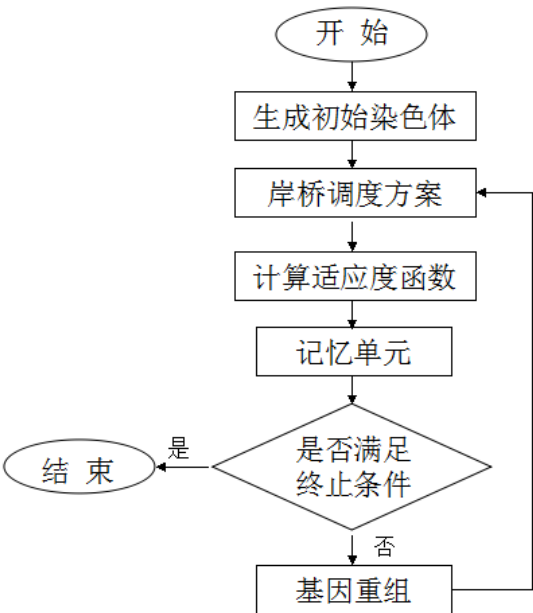 开 始
生成初始染色体
岸桥调度方案
计算适应度函数
记忆单元
是否满足
终止条件
是
结 束
否
基因重组